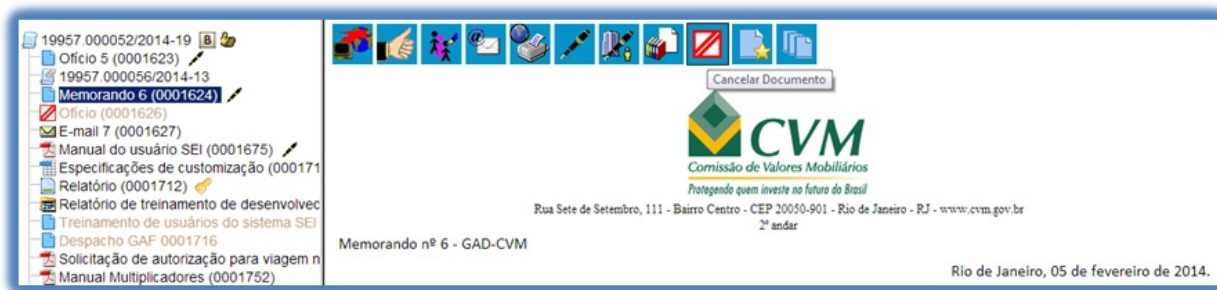 19957.000052/2014-19 B
Ofício 5 (0001623)
19957.000056/2014-13
Memorando 6 (0001624)
Ofício (0001626)
E-mail 7 (0001627)
Manual do usuário SEI (0001675)
Especificações de customização (000171
Relatório (0001712)
Relatório de treinamento de desenvolvec
Treinamento de usuários do sistema SEI
Despacho GAF 0001716
Solicitação de autorização para viagem n
Manual Multiplicadores (0001752)
Cancelar Documento
CVM
Comissão de Valores Mobiliários
Protegendo quem investe no futuro do Brasil
Rua Sete de Setembro, 111 - Bairro Centro - CEP 20050-901 - Rio de Janeiro - RJ - www.cvm.gov.br
2º andar
Memorando nº 6 - GAD-CVM
Rio de Janeiro, 05 de fevereiro de 2014.